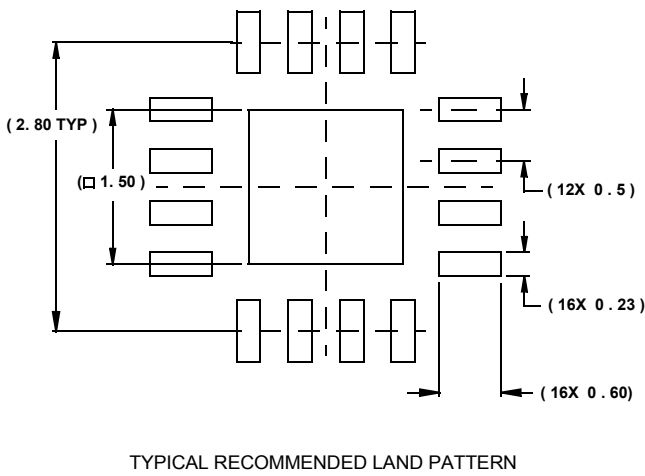 ( 2. 80 TYP )
(□ 1. 50 )
( 12X 0 . 5 )
( 16X 0 . 23 )
( 16X 0 . 60)
TYPICAL RECOMMENDED LAND PATTERN